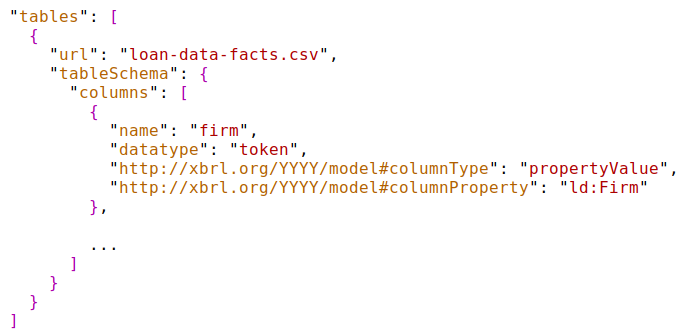 "tables": [
  {
    "url": "loan-data-facts.csv",
    "tableSchema": {
      "columns": [
        {
          "name": "firm",
          "datatype": "token",
          "http://xbrl.org/YYYY/model#columnType": "propertyValue",
          "http://xbrl.org/YYYY/model#columnProperty": "ld:Firm"
        },
        ...
      ]
    }
  }
]